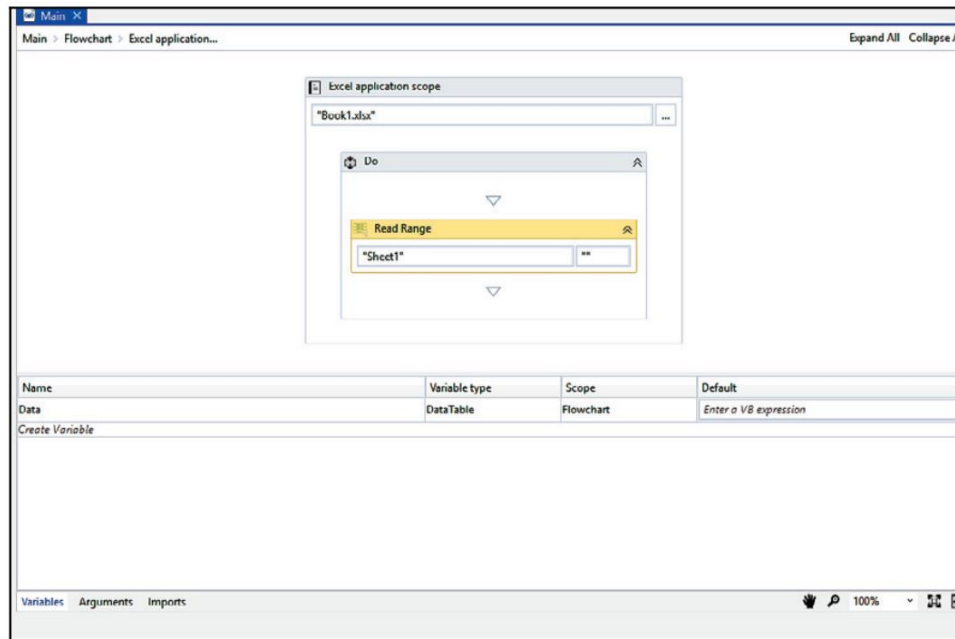 Main
Main > Flowchart > Excel application... Expand All Collapse A
Excel application scope
"Book1.xlsx" ...
Do
Read Range
"Sheet1" ""
Name Variable type Scope Default
Data DataTable Flowchart Enter a VB expression
Create Variable
Variables Arguments Imports 100%